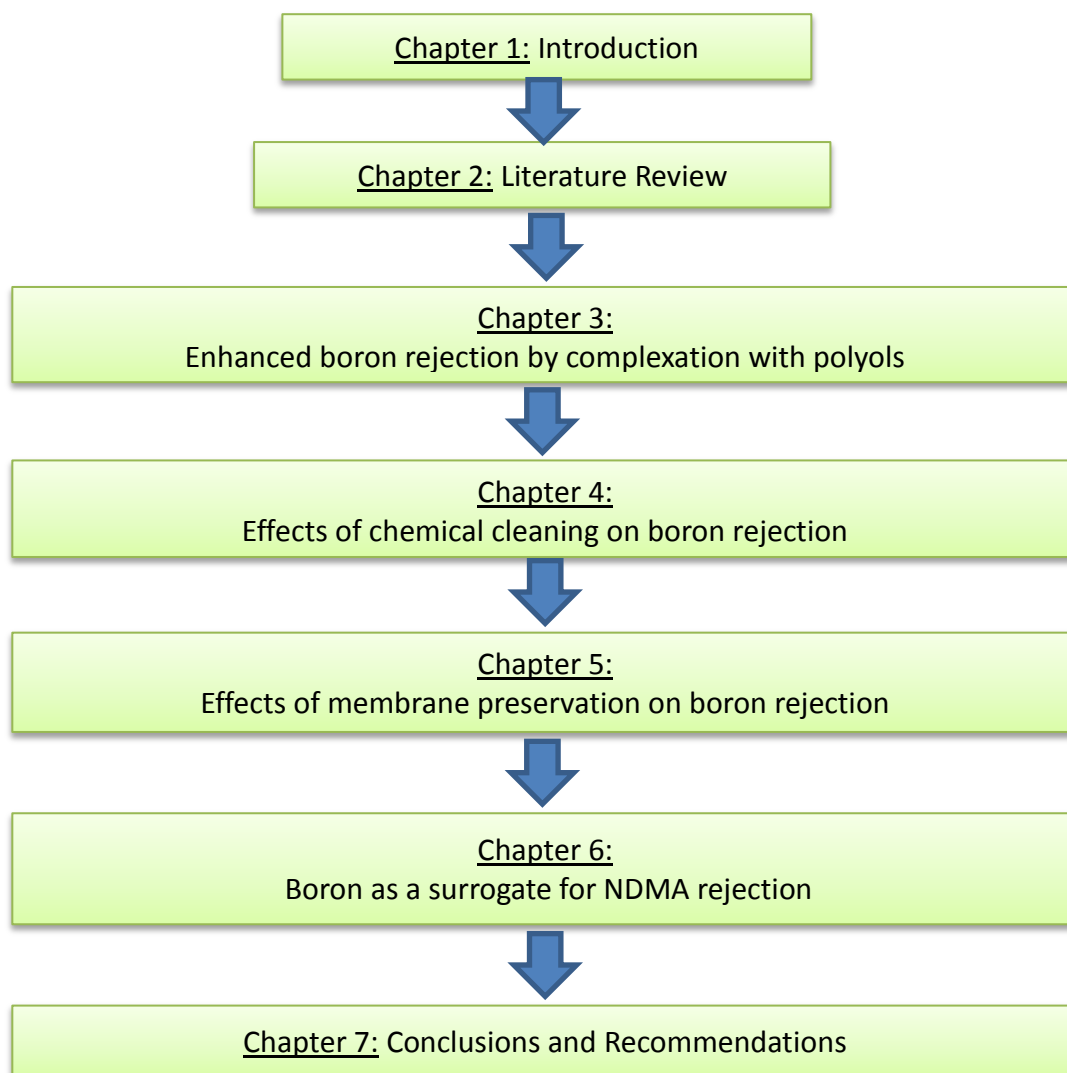 Chapter 1: Introduction
Chapter 2: Literature Review
Chapter 3:
Enhanced boron rejection by complexation with polyols
Chapter 4:
Effects of chemical cleaning on boron rejection
Chapter 5:
Effects of membrane preservation on boron rejection
Chapter 6:
Boron as a surrogate for NDMA rejection
Chapter 7: Conclusions and Recommendations